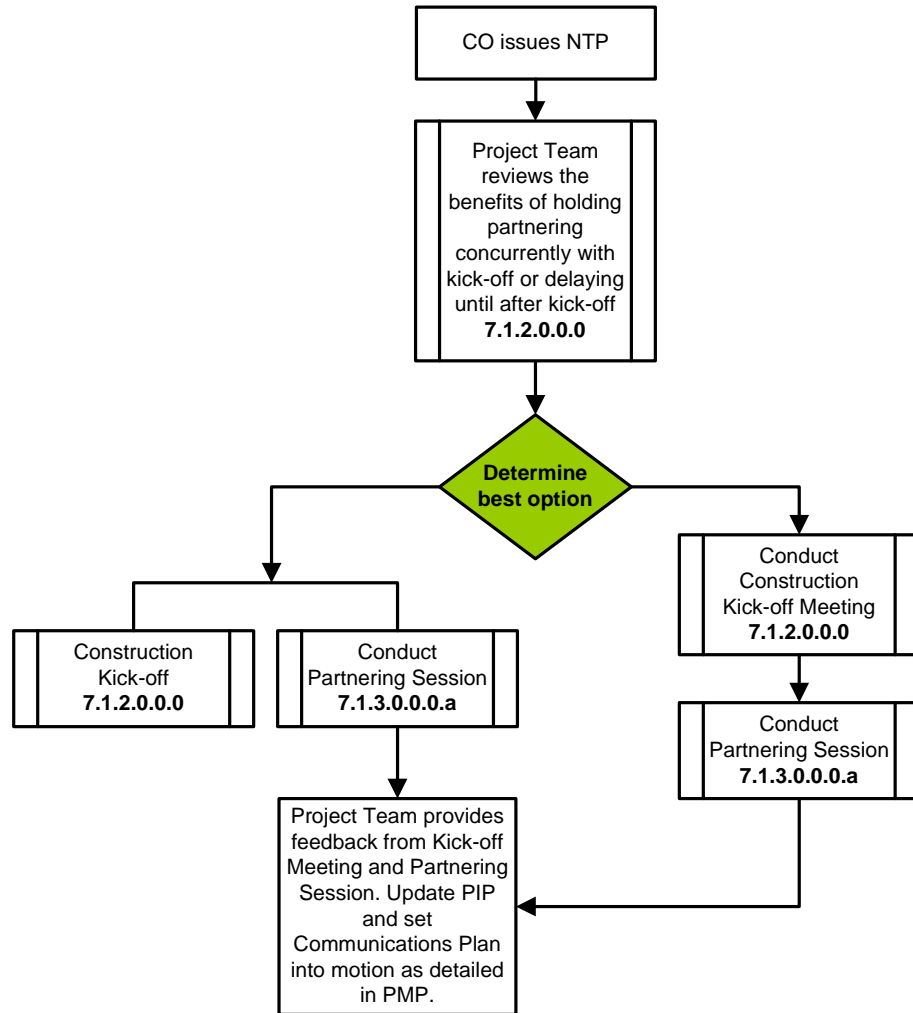 CO issues NTP
Project Team
reviews the
benefits of holding
partnering
concurrently with
kick-off or delaying
until after kick-off
7.1.2.0.0.0
Determine
best option
Construction
Kick-off
7.1.2.0.0.0
Conduct
Partnering Session
7.1.3.0.0.0.a
Conduct
Construction
Kick-off Meeting
7.1.2.0.0.0
Conduct
Partnering Session
7.1.3.0.0.0.a
Project Team provides
feedback from Kick-off
Meeting and Partnering
Session. Update PIP
and set
Communications Plan
into motion as detailed
in PMP.